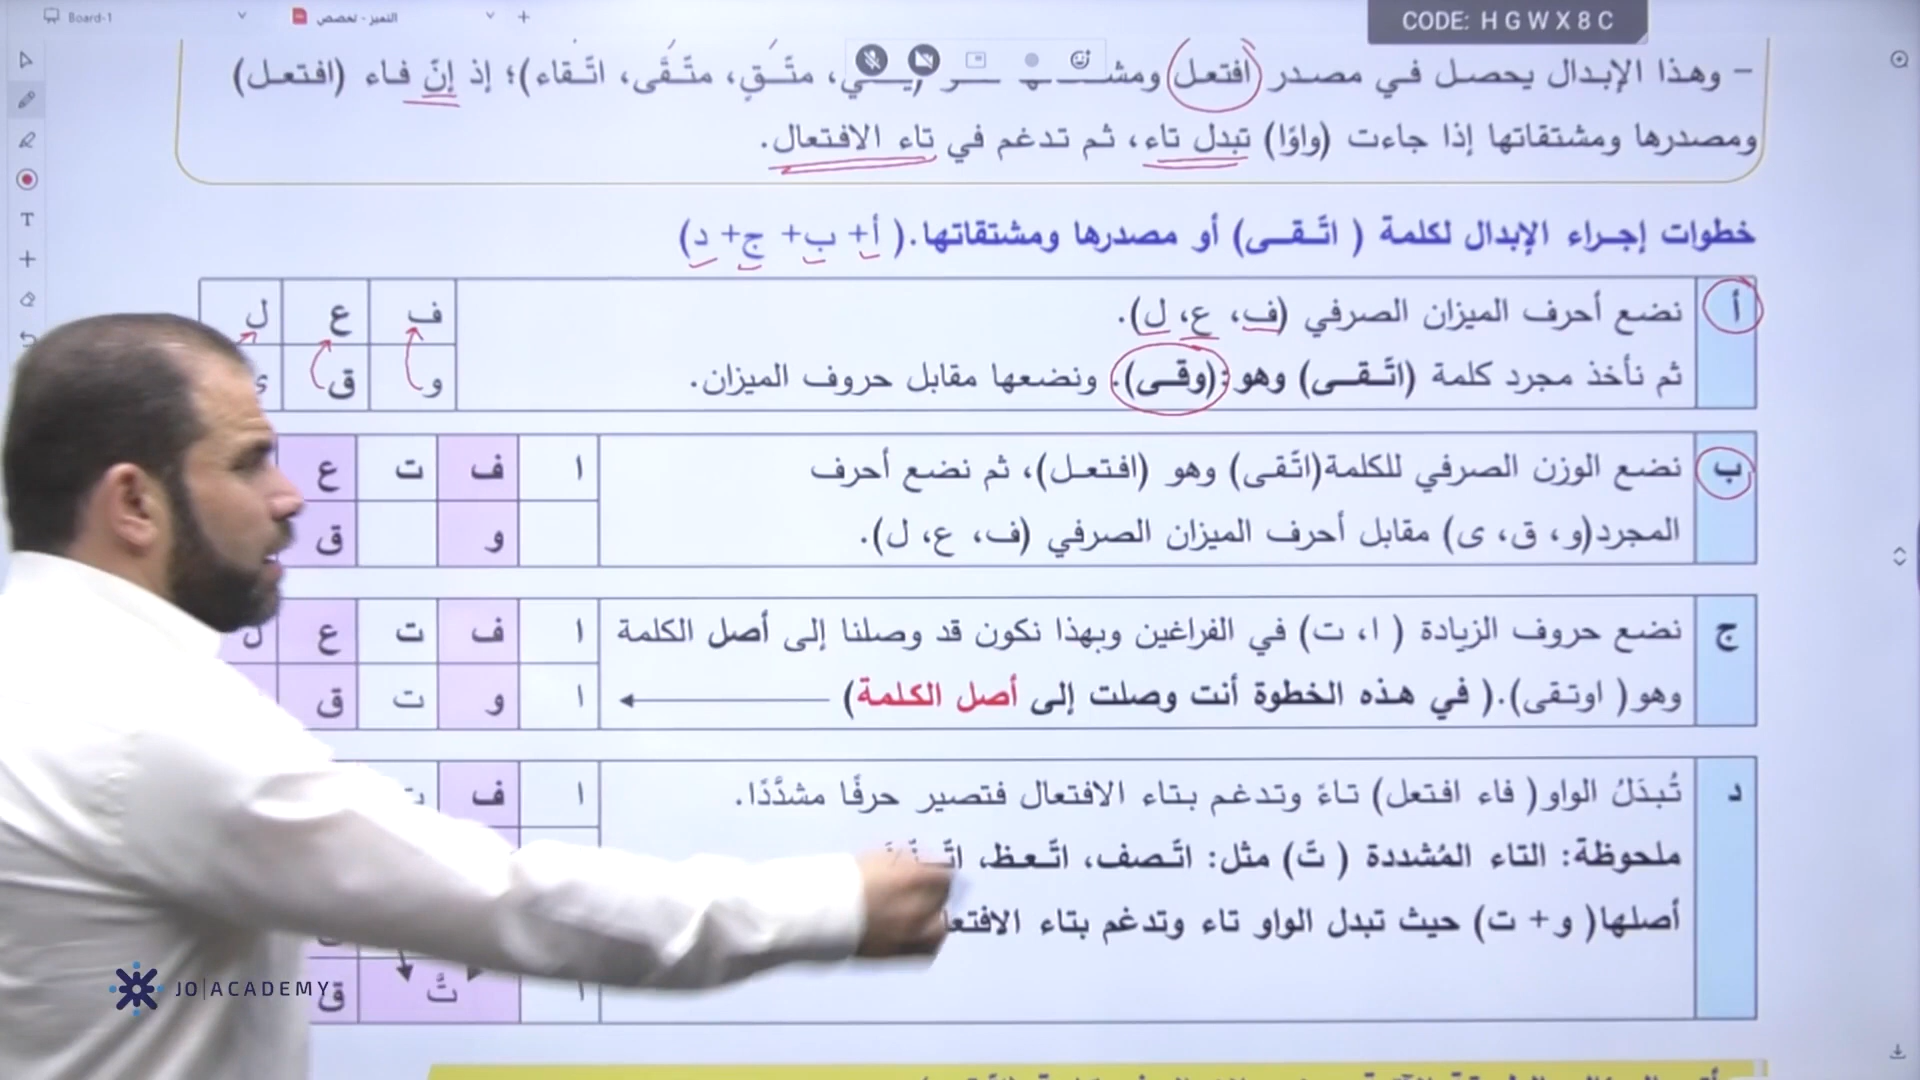 Board-1
التميز - تخصص
CODE: H G W X 8 C
– وهذا الإبدال يحصل في مصدر افتعل متَّقٍ، متَّقَى، اتّقاء)؛ إذ إنّ فاء (افتعل)
ومصدرها ومشتقاتها إذا جاءت (واوًا) تبدل تاء، ثم تدغم في تاء الافتعال.
خطوات إجراء الإبدال لكلمة ( اتّقى) أو مصدرها ومشتقاتها.( أ+ ب+ ج+ د)
أ
نضع أحرف الميزان الصرفي (ف، ع، ل).
ثم نأخذ مجرد كلمة (اتّقى) وهو:(وقى). ونضعها مقابل حروف الميزان.
ف ع ل
و ق ى
ب
نضع الوزن الصرفي للكلمة(اتّقى) وهو (افتعل)، ثم نضع أحرف
المجرد(و، ق، ى) مقابل أحرف الميزان الصرفي (ف، ع، ل).
ا ف ت ع
و ق
ج
نضع حروف الزيادة ( ا، ت) في الفراغين وبهذا نكون قد وصلنا إلى أصل الكلمة
وهو( اوتقى).( في هذه الخطوة أنت وصلت إلى أصل الكلمة)
ا ف ت ع ل
ا و ت ق
د
تُبدَلُ الواو( فاء افتعل) تاءً وتدغم بتاء الافتعال فتصير حرفًا مشدَّدًا.
ملحوظة: التاء المُشددة ( تّ) مثل: اتّصف، اتّعظ،
أصلها( و+ ت) حيث تبدل الواو تاء وتدغم بتاء
ا ف ت
ا تَّ ق
JO|ACADEMY